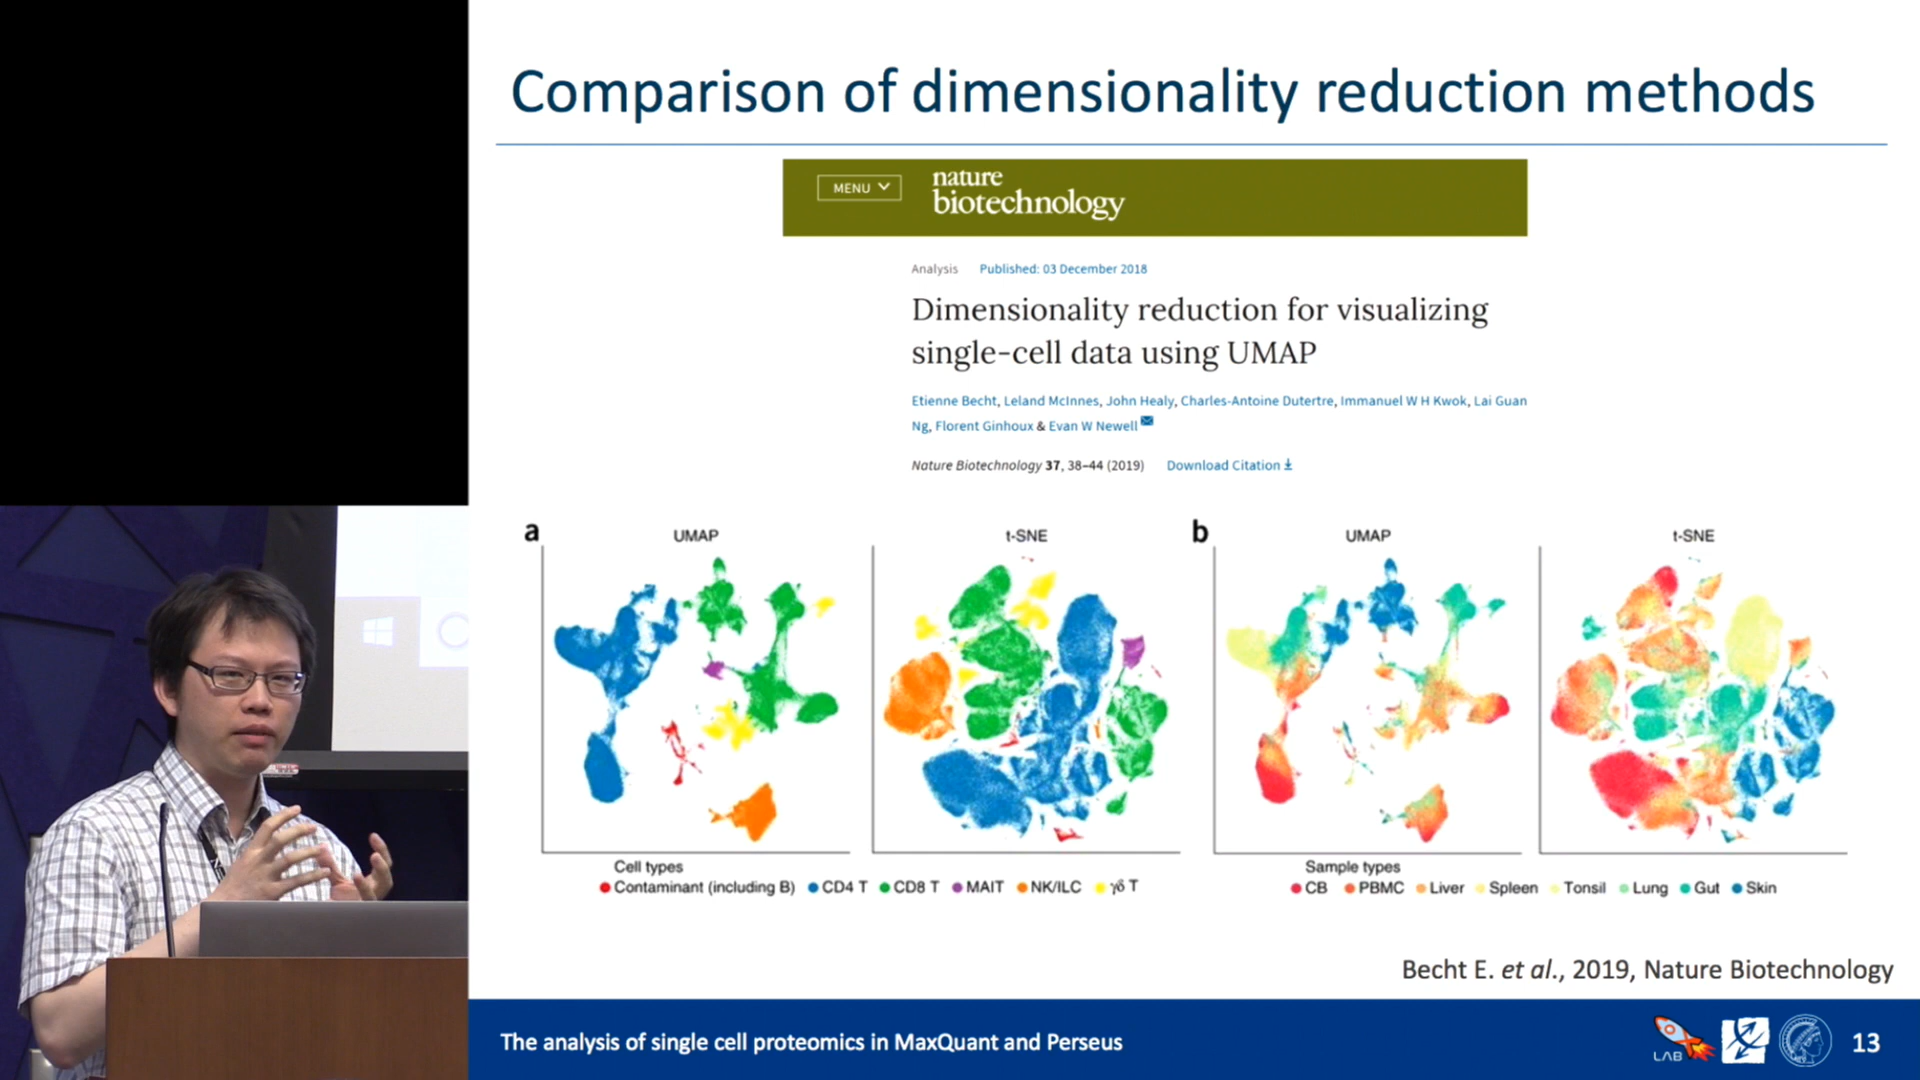 Comparison of dimensionality reduction methods
MENU
nature
biotechnology
Analysis Published: 03 December 2018
Dimensionality reduction for visualizing
single-cell data using UMAP
Etienne Becht, Leland McInnes, John Healy, Charles-Antoine Dutertre, Immanuel W H Kwok, Lai Guan
Ng, Florent Ginhoux & Evan W Newell
Nature Biotechnology 37, 38–44 (2019) Download Citation
a UMAP t-SNE b UMAP t-SNE
Cell types
Contaminant (including B) CD4 T CD8 T MAIT NK/ILC γδ T
Sample types
CB PBMC Liver Spleen Tonsil Lung Gut Skin
Becht E. et al., 2019, Nature Biotechnology
The analysis of single cell proteomics in MaxQuant and Perseus
LAB
13